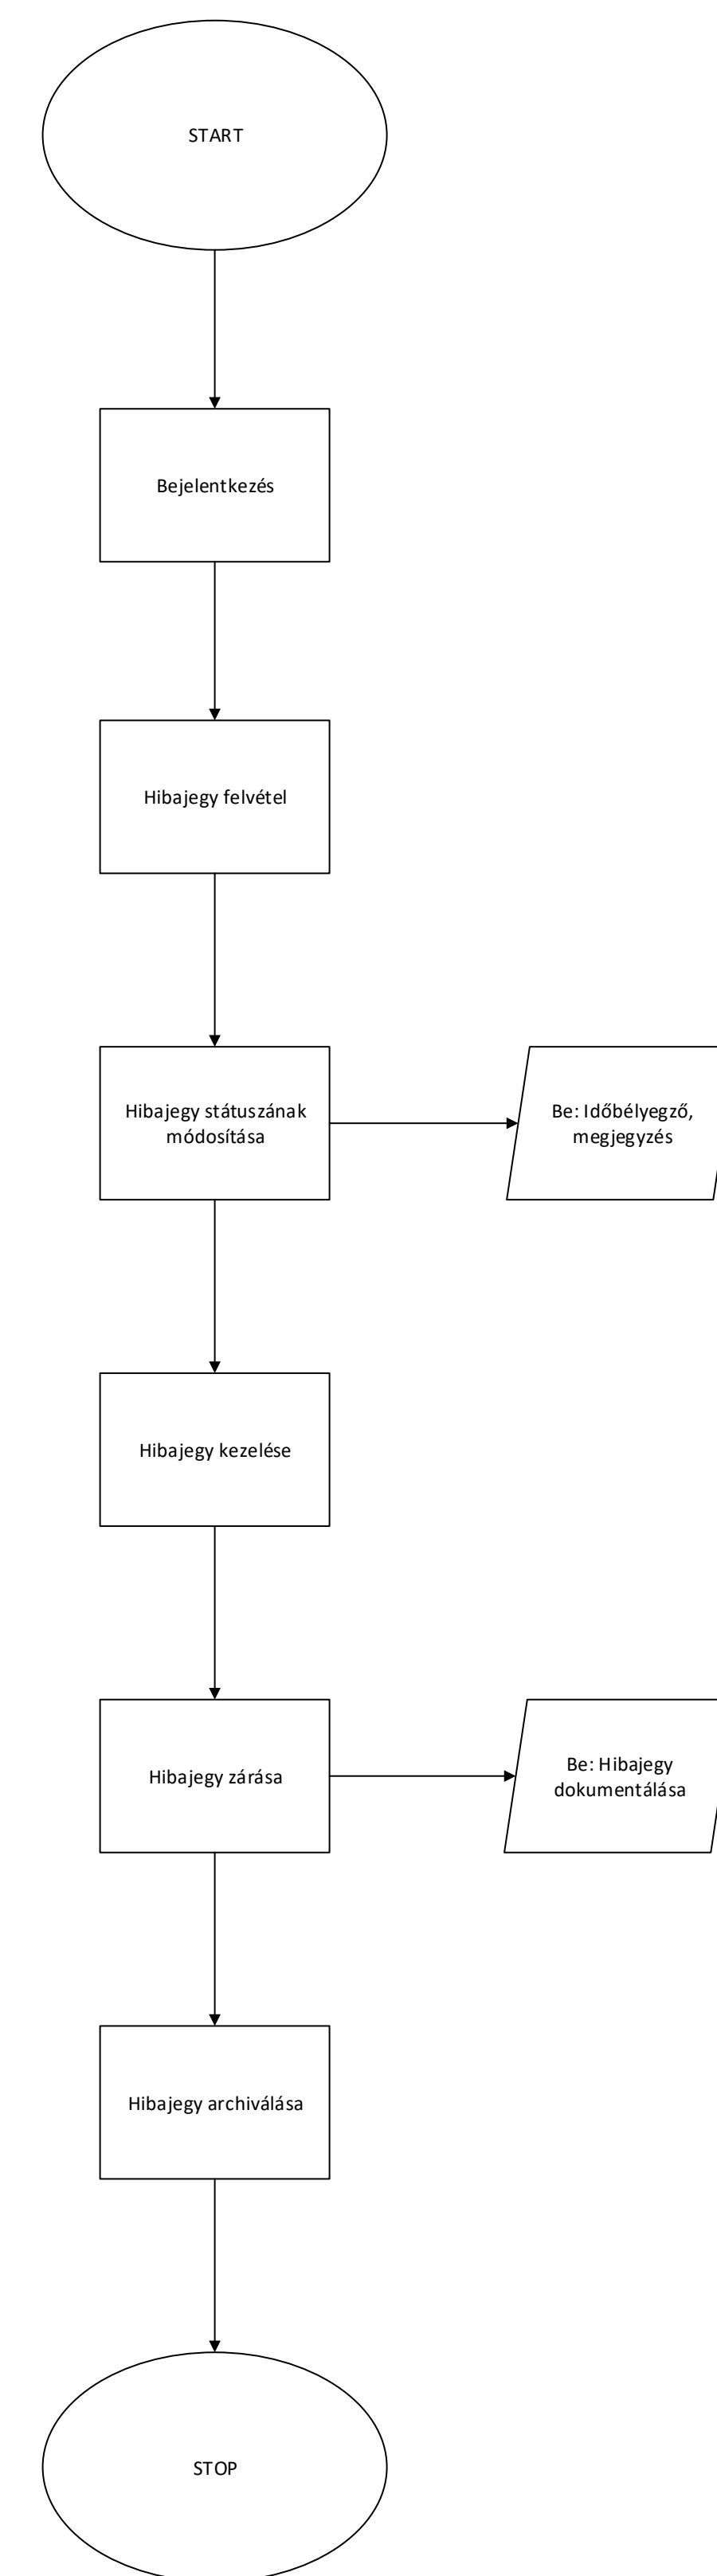 START
Bejelentkezés
Hibajegy felvétel
Hibajegy státuszának
módosítása
Be: Időbélyegző,
megjegyzés
Hibajegy kezelése
Hibajegy zárása
Be: Hibajegy
dokumentálása
Hibajegy archiválása
STOP